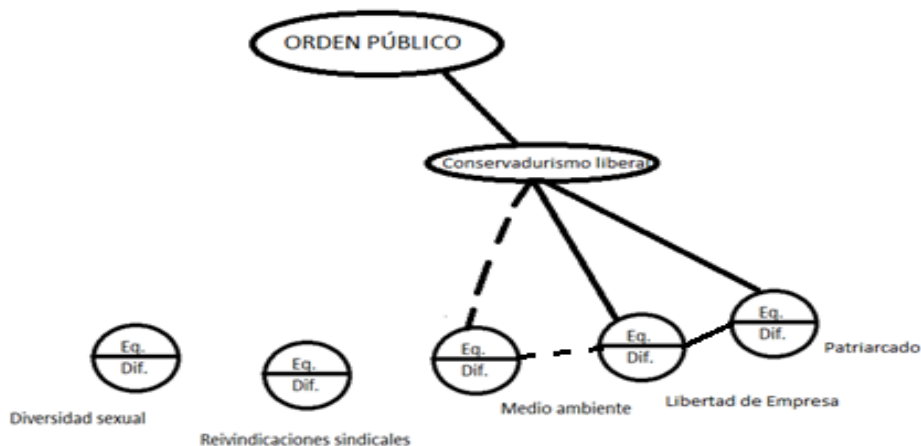 ORDEN PÚBLICO
Conservadurismo liberal
Eq.
Dif.
Diversidad sexual
Eq.
Dif.
Reivindicaciones sindicales
Eq.
Dif.
Medio ambiente
Eq.
Dif.
Libertad de Empresa
Eq.
Dif.
Patriarcado